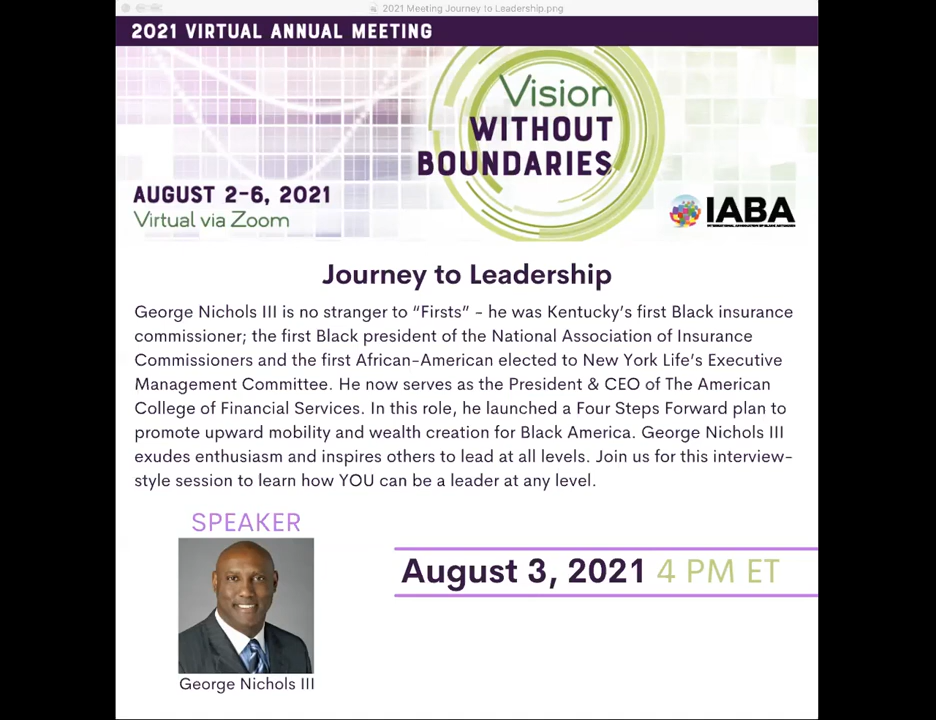 2021 Meeting Journey to Leadership.png
2021 VIRTUAL ANNUAL MEETING
Vision
WITHOUT
BOUNDARIES
AUGUST 2-6, 2021
Virtual via Zoom
IABA
INTERNATIONAL ASSOCIATION OF BLACK ACTUARIES
Journey to Leadership
George Nichols III is no stranger to “Firsts” - he was Kentucky’s first Black insurance
commissioner; the first Black president of the National Association of Insurance
Commissioners and the first African-American elected to New York Life’s Executive
Management Committee. He now serves as the President & CEO of The American
College of Financial Services. In this role, he launched a Four Steps Forward plan to
promote upward mobility and wealth creation for Black America. George Nichols III
exudes enthusiasm and inspires others to lead at all levels. Join us for this interview-
style session to learn how YOU can be a leader at any level.
SPEAKER
August 3, 2021 4 PM ET
George Nichols III